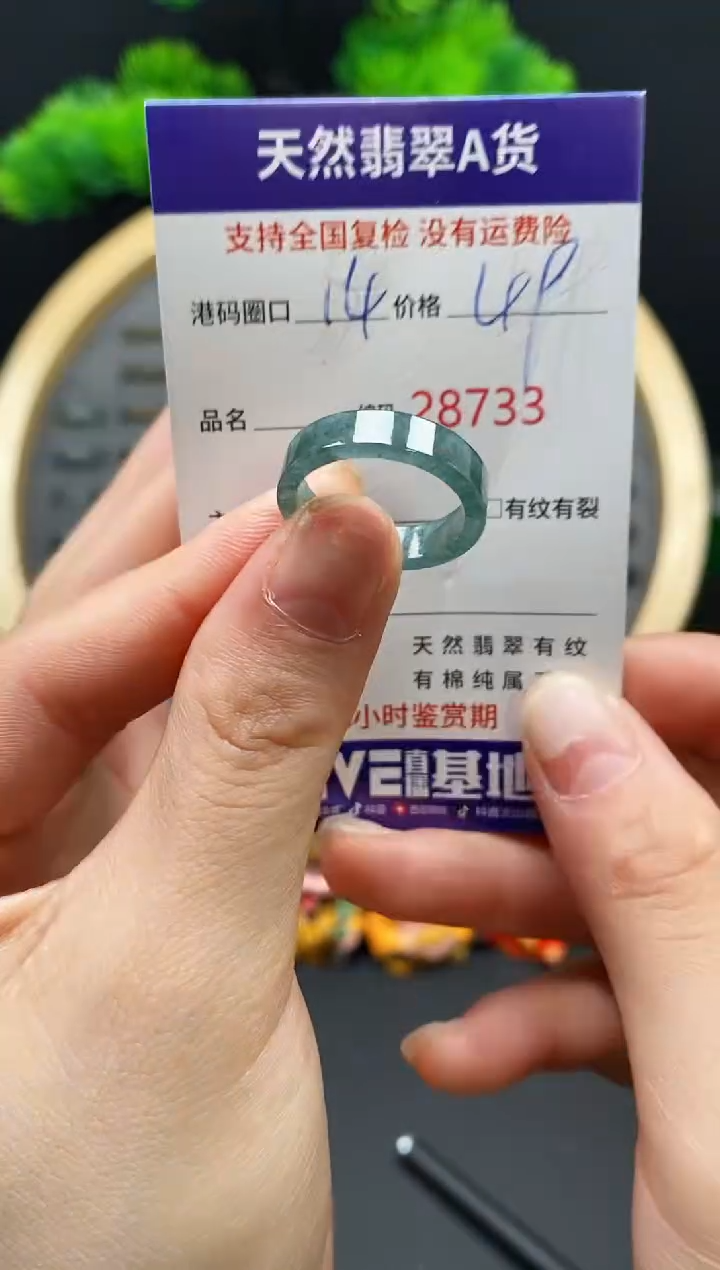 天然翡翠A货
支持全国复检 没有运费险
港码圈口 14 价格
品名 28733
□有纹有裂
天然翡翠有纹
有棉纯属
小时鉴赏期
基地